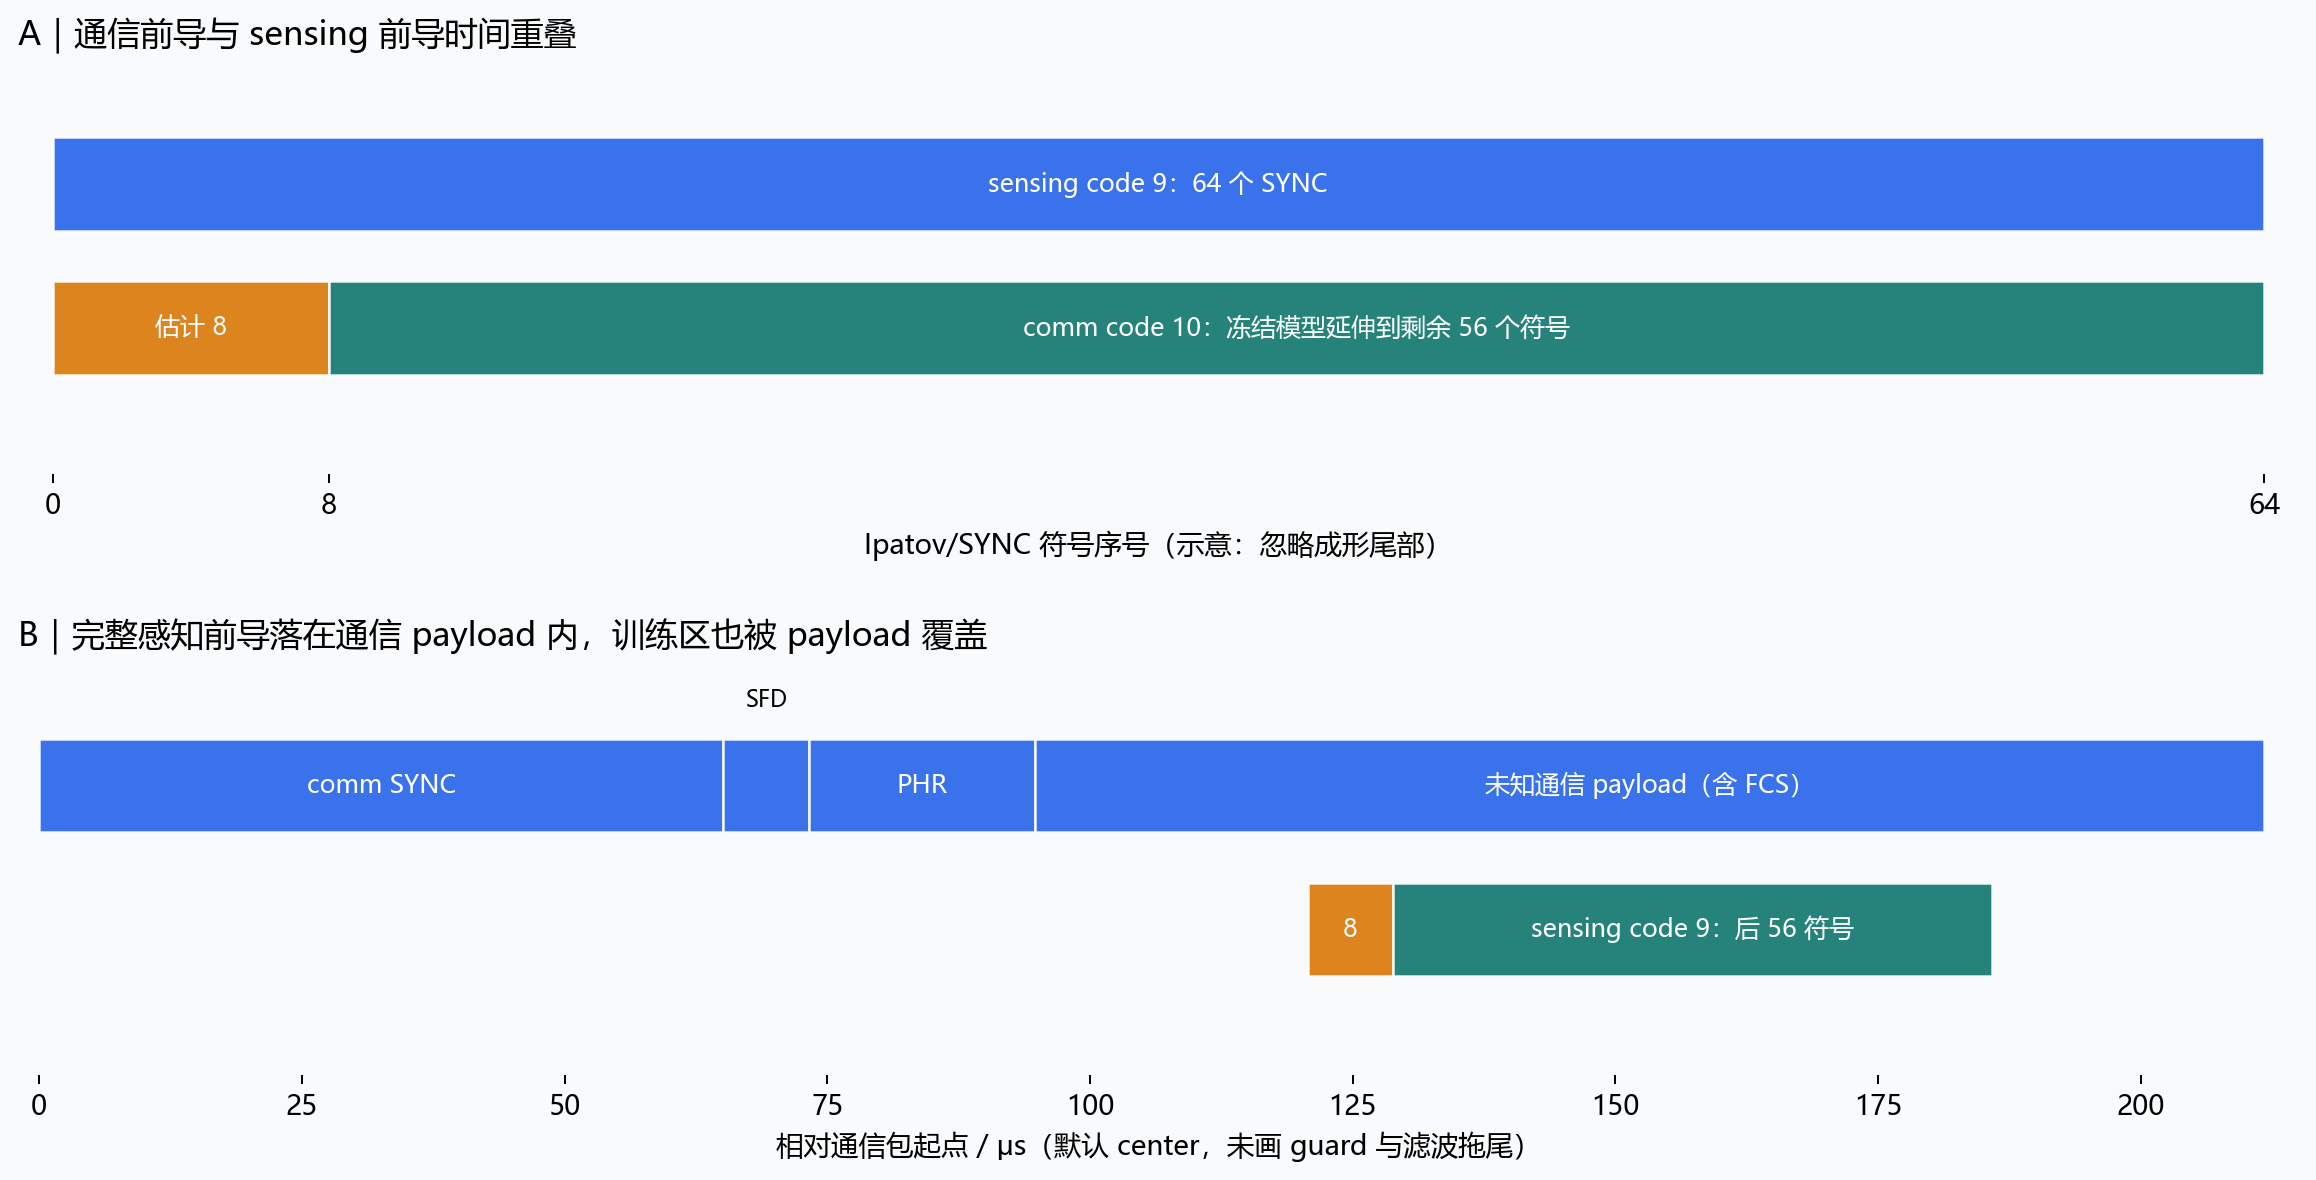 A｜通信前导与 sensing 前导时间重叠
sensing code 9：64 个 SYNC
估计 8
comm code 10：冻结模型延伸到剩余 56 个符号
0 8 64
Ipatov/SYNC 符号序号（示意：忽略成形尾部）
B｜完整感知前导落在通信 payload 内，训练区也被 payload 覆盖
SFD
comm SYNC PHR 未知通信 payload（含 FCS）
8 sensing code 9：后 56 符号
0 25 50 75 100 125 150 175 200
相对通信包起点 / μs（默认 center，未画 guard 与滤波拖尾）